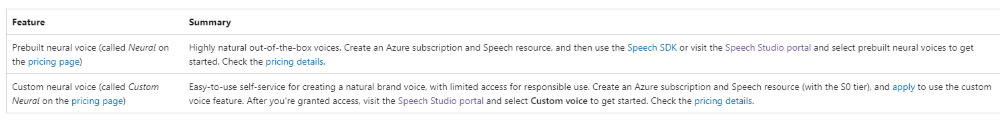 Feature Summary
Prebuilt neural voice (called Neural on Highly natural out-of-the-box voices. Create an Azure subscription and Speech resource, and then use the Speech SDK or visit the Speech Studio portal and select prebuilt neural voices to get
the pricing page) started. Check the pricing details.
Custom neural voice (called Custom Easy-to-use self-service for creating a natural brand voice, with limited access for responsible use. Create an Azure subscription and Speech resource (with the S0 tier), and apply to use the custom
Neural on the pricing page) voice feature. After you're granted access, visit the Speech Studio portal and select Custom voice to get started. Check the pricing details.